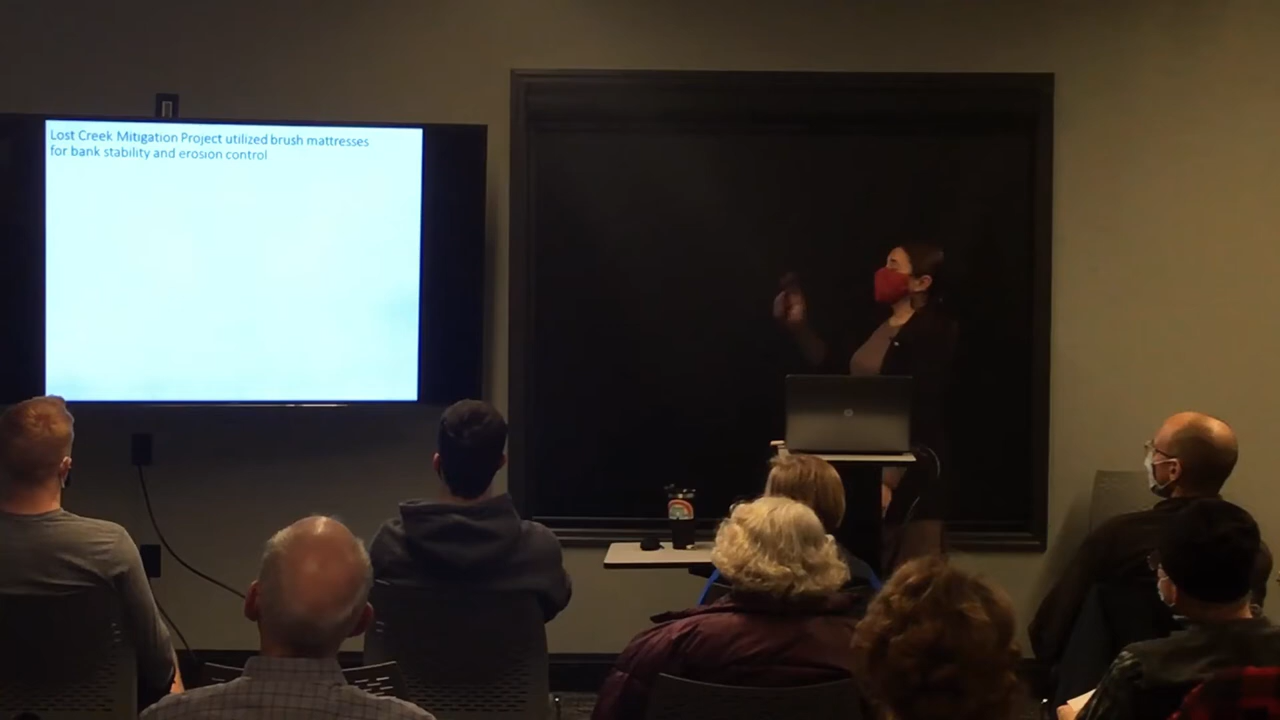 Lost Creek Mitigation Project utilized brush mattresses
for bank stability and erosion control